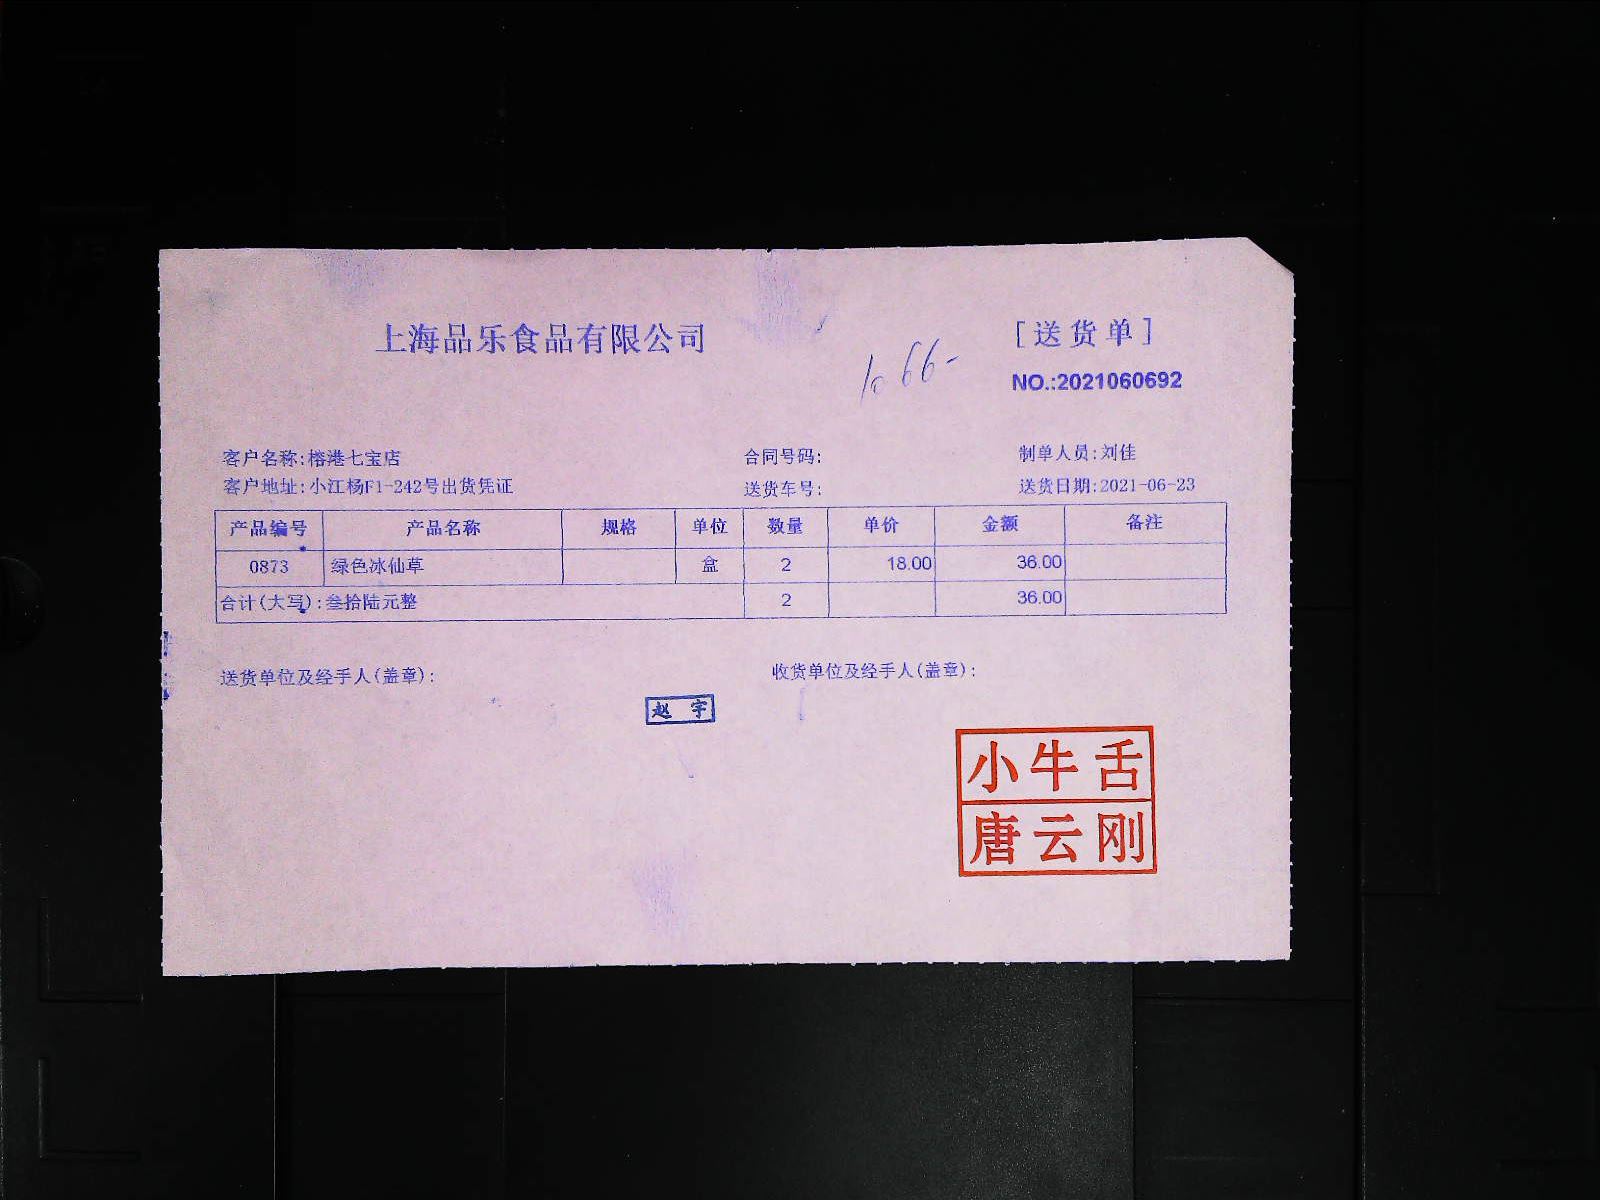 上海品乐食品有限公司
[送货单]
1066-
NO.:2021060692
客户名称:榕港七宝店 合同号码: 制单人员:刘佳
客户地址:小江杨F1-242号出货凭证 送货车号: 送货日期:2021-06-23
产品编号 产品名称 规格 单位 数量 单价 金额 备注
0873 绿色冰仙草 盒 2 18.00 36.00
合计(大写):叁拾陆元整 2 36.00
送货单位及经手人(盖章): 收货单位及经手人(盖章):
赵宇
小牛舌
唐云刚